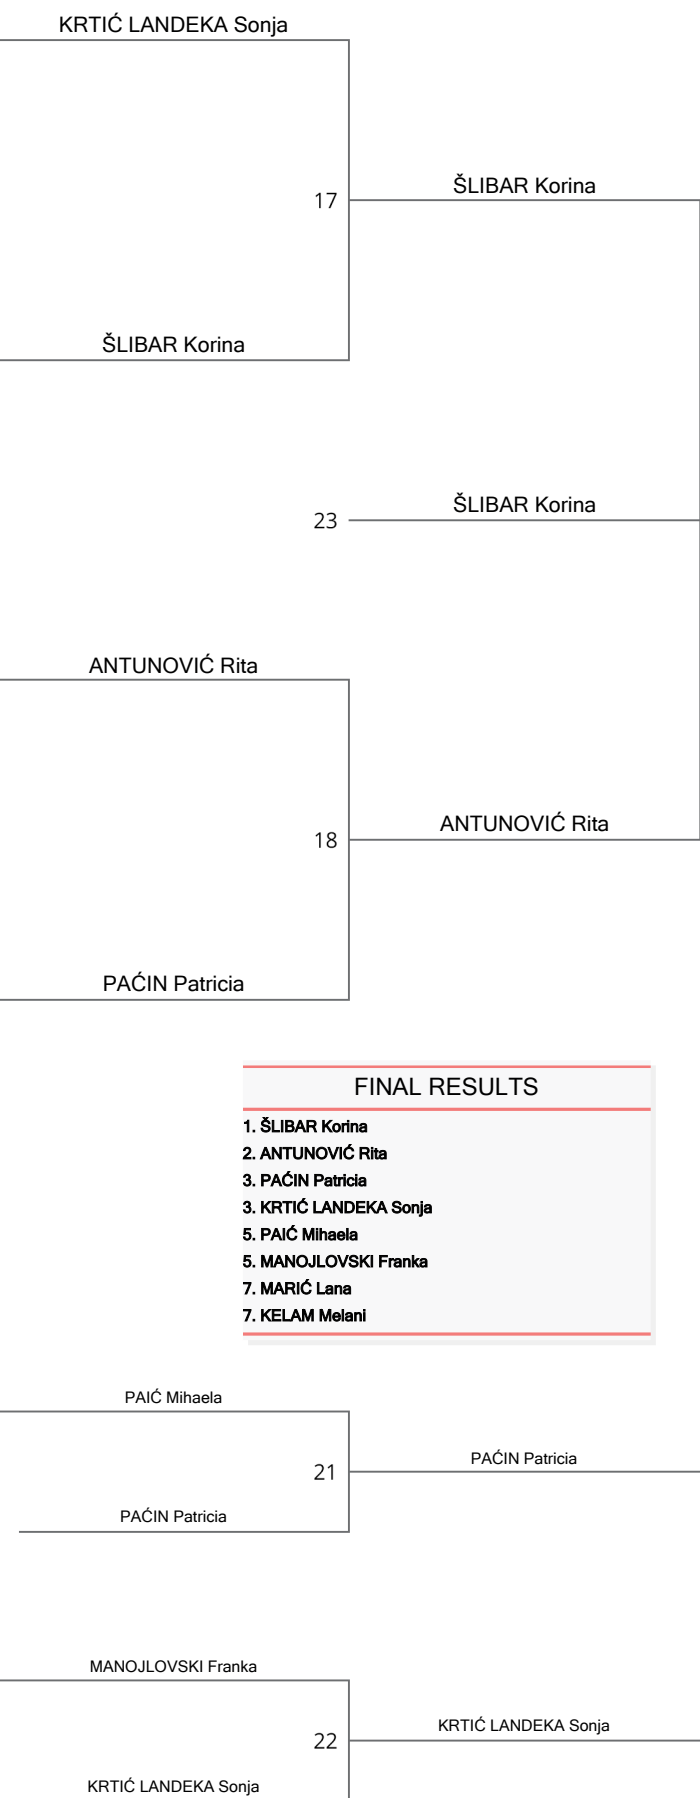 KRTIĆ LANDEKA Sonja
ŠLIBAR Korina
17
ŠLIBAR Korina
ŠLIBAR Korina
23
ANTUNOVIĆ Rita
ANTUNOVIĆ Rita
18
PAĆIN Patricia
FINAL RESULTS
1. ŠLIBAR Korina
2. ANTUNOVIĆ Rita
3. PAĆIN Patricia
3. KRTIĆ LANDEKA Sonja
5. PAIĆ Mihaela
5. MANOJLOVSKI Franka
7. MARIĆ Lana
7. KELAM Melani
PAIĆ Mihaela
PAĆIN Patricia
21
PAĆIN Patricia
MANOJLOVSKI Franka
KRTIĆ LANDEKA Sonja
22
KRTIĆ LANDEKA Sonja